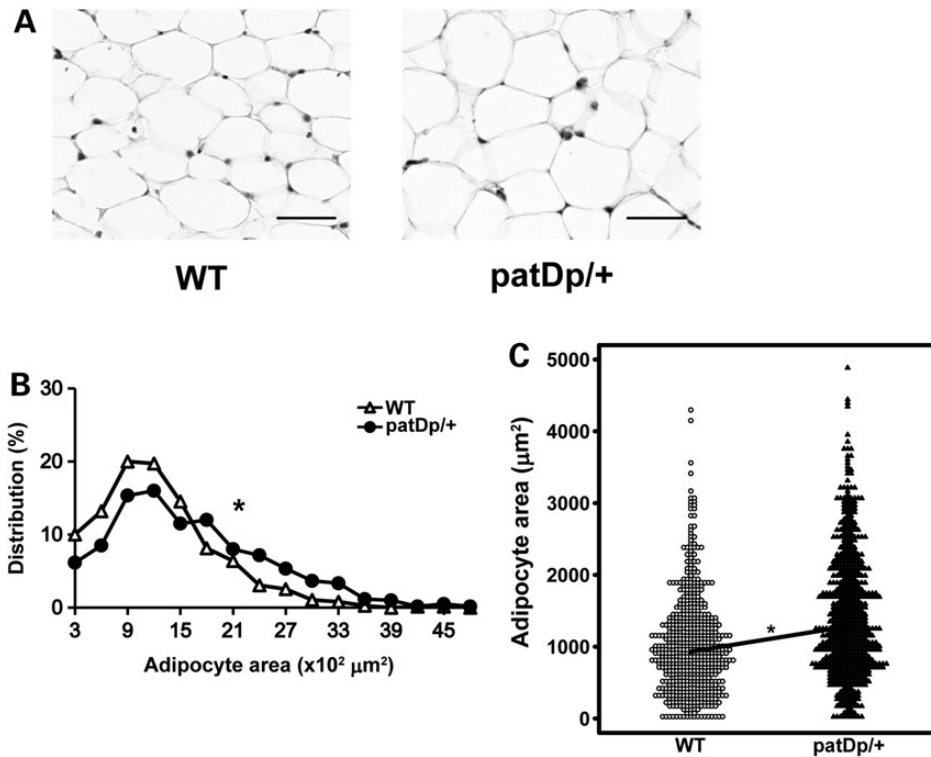 A
WT
patDp/+
B
Distribution (%)
30
20
10
0
3
9
15
21
27
33
39
45
Adipocyte area (x10² μm²)
WT
patDp/+
*
C
Adipocyte area (μm²)
5000
4000
3000
2000
1000
0
*
WT
patDp/+